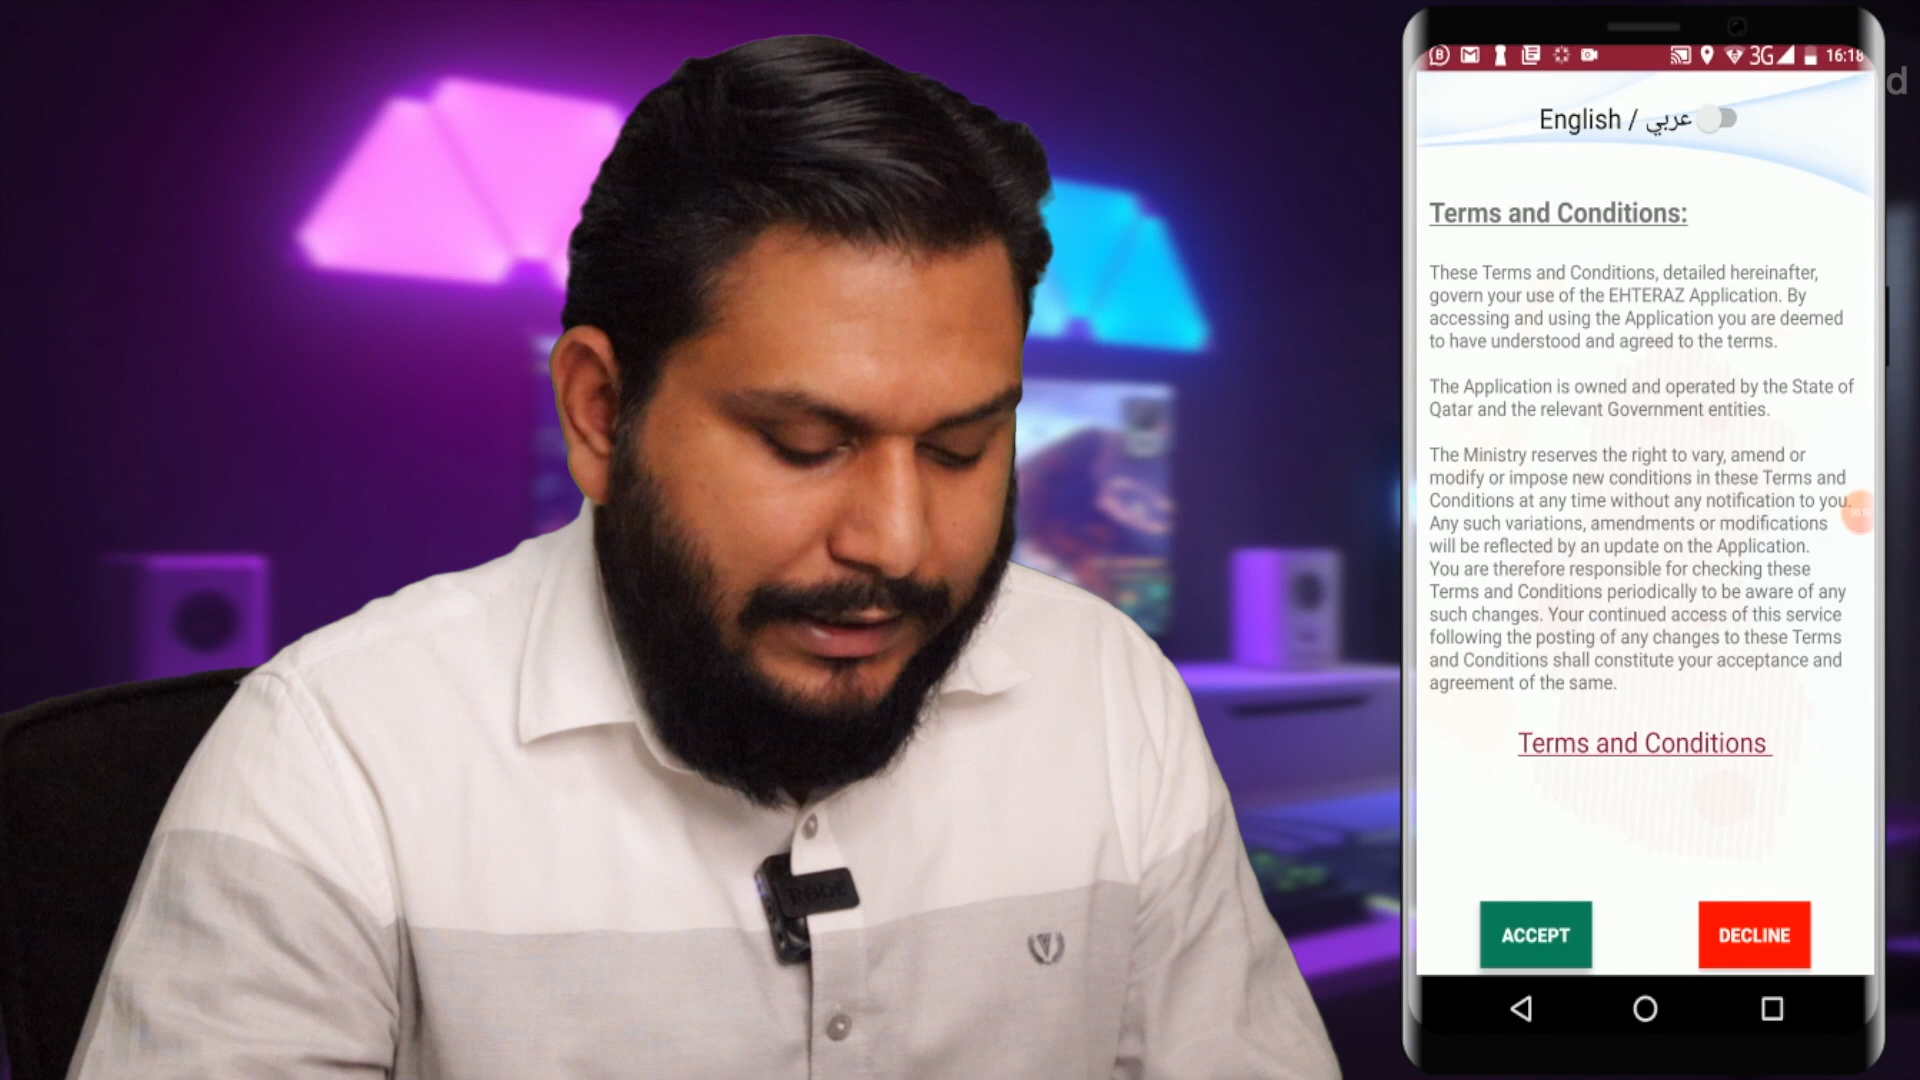 3G 16:18
d
English / عربي
Terms and Conditions:
These Terms and Conditions, detailed hereinafter,
govern your use of the EHTERAZ Application. By
accessing and using the Application you are deemed
to have understood and agreed to the terms.
The Application is owned and operated by the State of
Qatar and the relevant Government entities.
The Ministry reserves the right to vary, amend or
modify or impose new conditions in these Terms and
Conditions at any time without any notification to you.
Any such variations, amendments or modifications
will be reflected by an update on the Application.
You are therefore responsible for checking these
Terms and Conditions periodically to be aware of any
such changes. Your continued access of this service
following the posting of any changes to these Terms
and Conditions shall constitute your acceptance and
agreement of the same.
Terms and Conditions
RODE
ACCEPT DECLINE